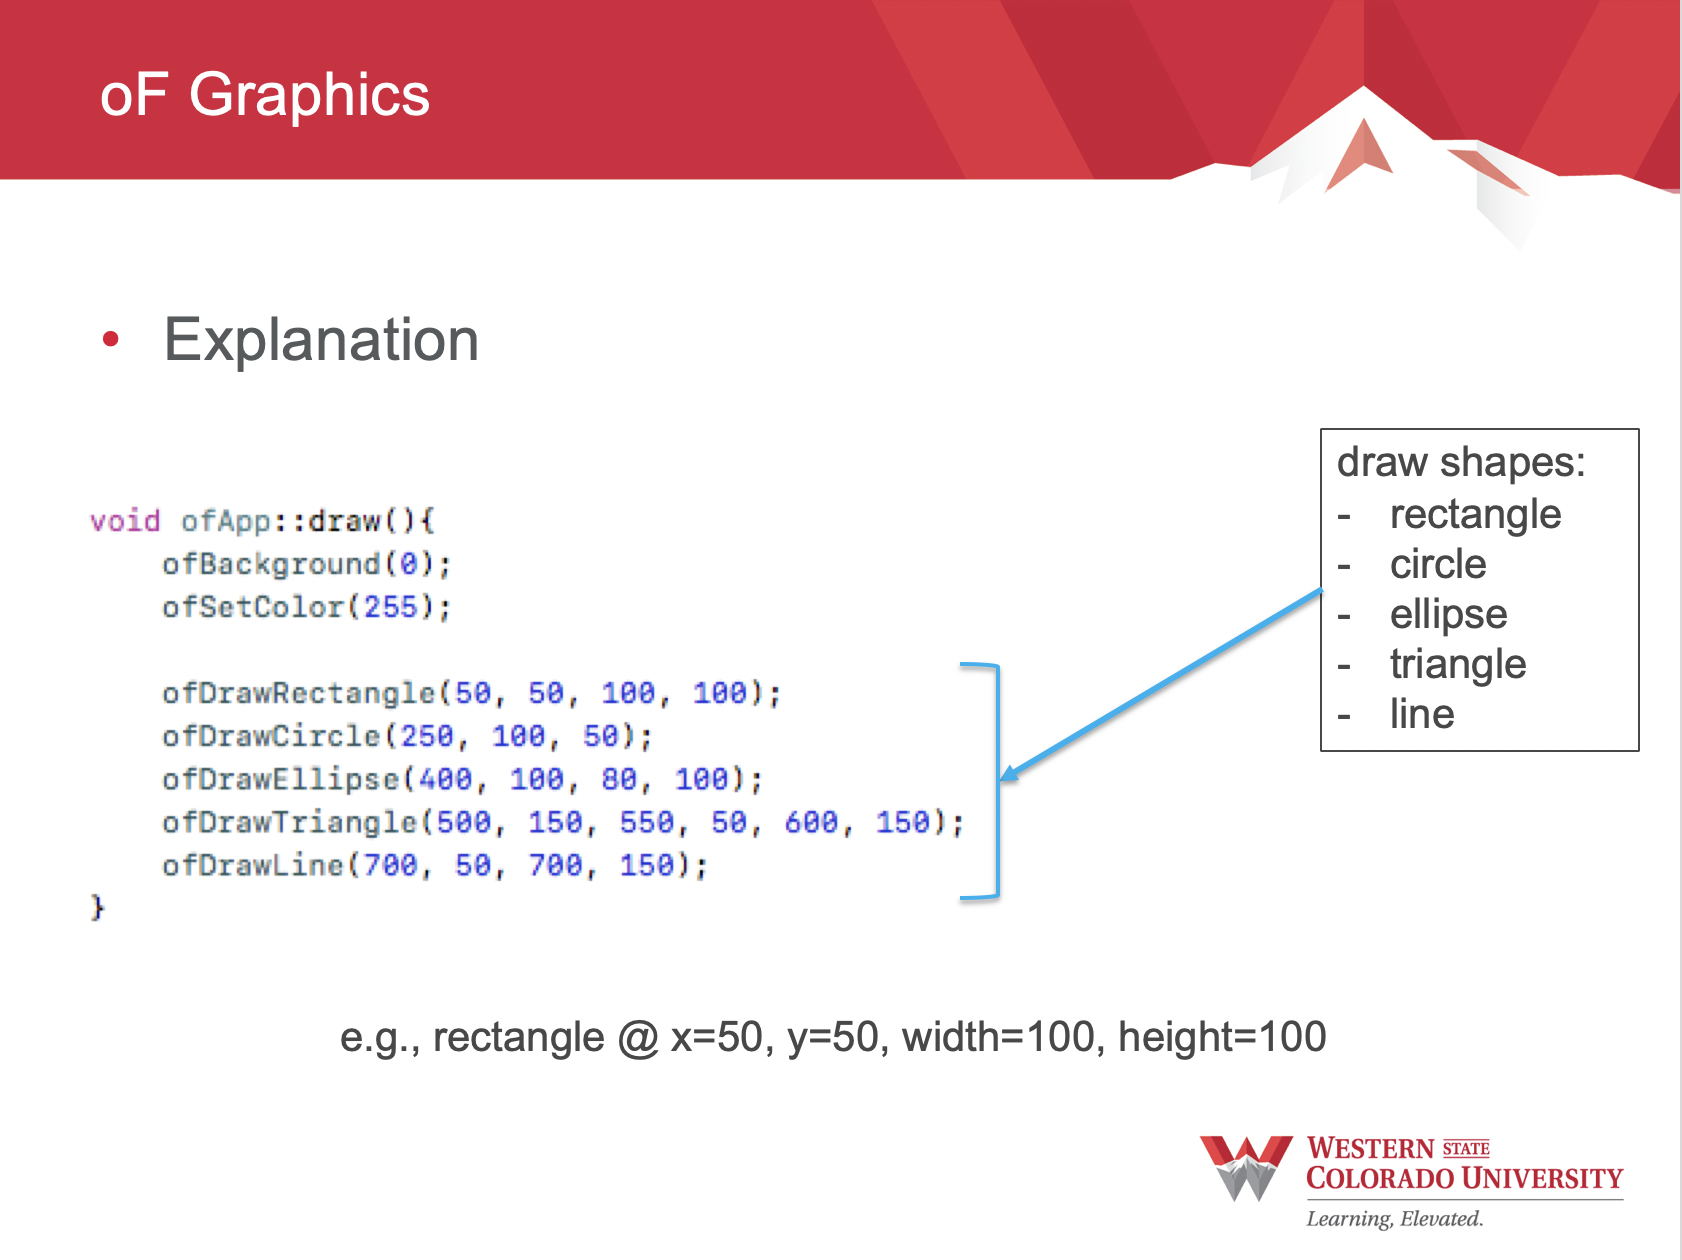 oF Graphics
• Explanation
void ofApp::draw(){
    ofBackground(0);
    ofSetColor(255);
    ofDrawRectangle(50, 50, 100, 100);
    ofDrawCircle(250, 100, 50);
    ofDrawEllipse(400, 100, 80, 100);
    ofDrawTriangle(500, 150, 550, 50, 600, 150);
    ofDrawLine(700, 50, 700, 150);
}
draw shapes:
- rectangle
- circle
- ellipse
- triangle
- line
e.g., rectangle @ x=50, y=50, width=100, height=100
WESTERN STATE
COLORADO UNIVERSITY
Learning, Elevated.